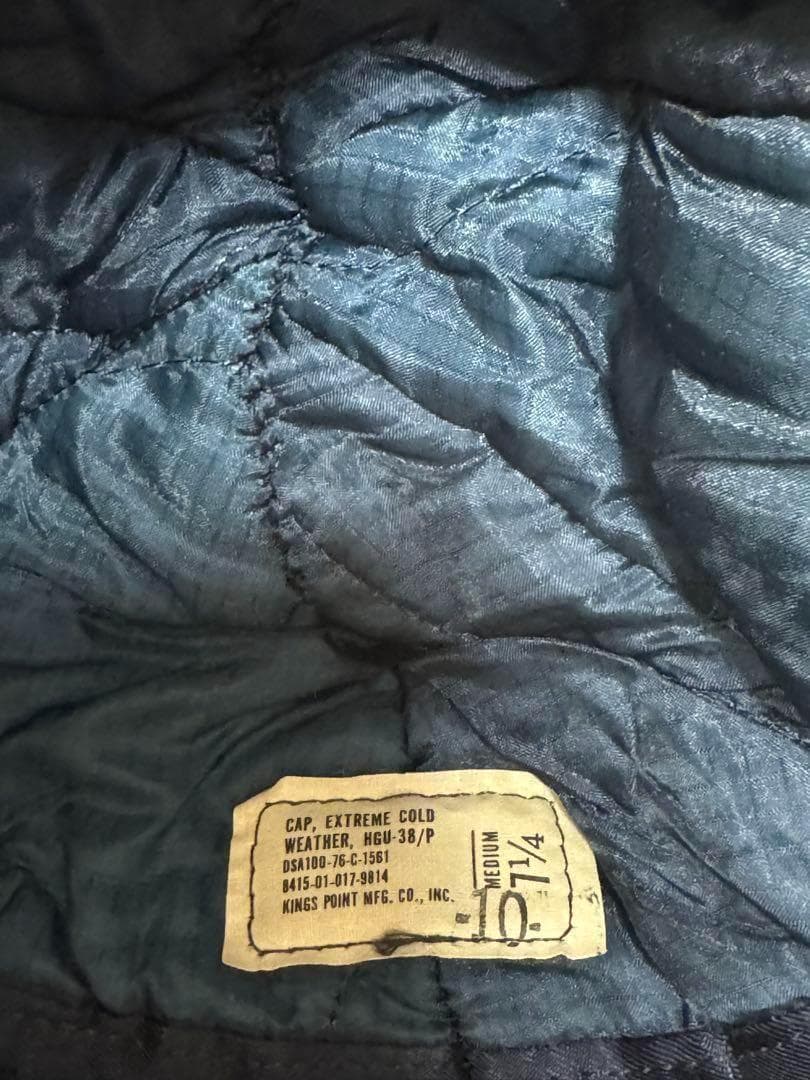 CAP, EXTREME COLD
WEATHER, HGU-38/P
DSA100-76-C-1561
8415-01-017-9814
KINGS POINT MFG. CO., INC.
MEDIUM
7 1/4
10